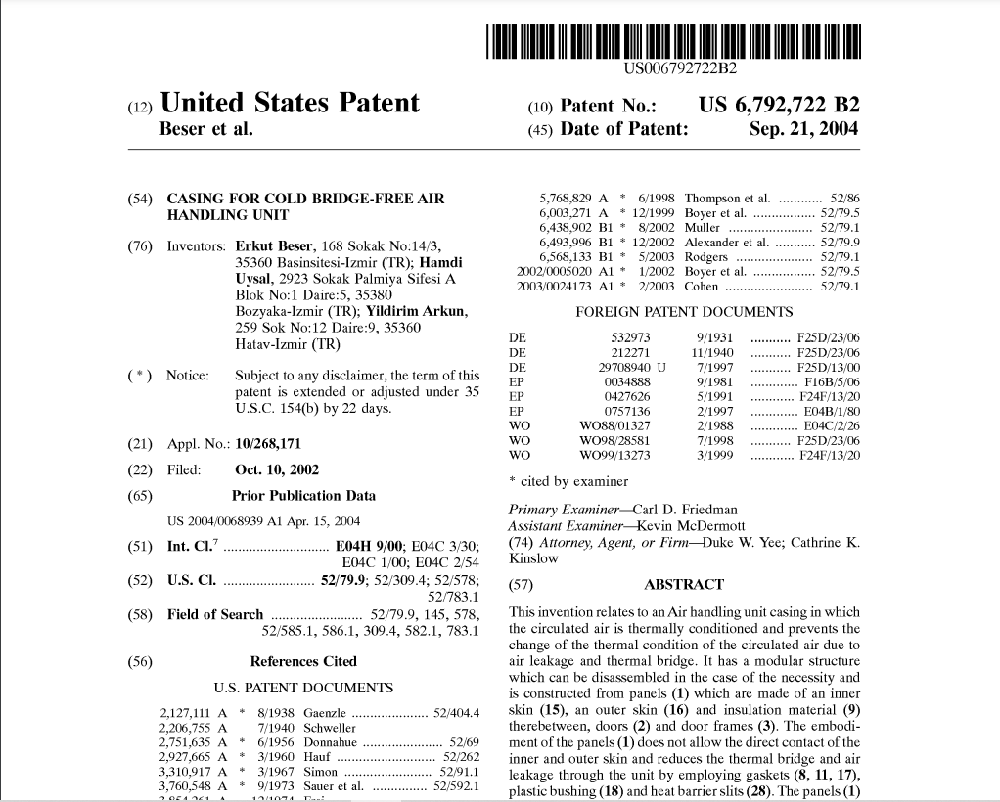 US006792722B2
(12) United States Patent
Beser et al.
(10) Patent No.: US 6,792,722 B2
(45) Date of Patent: Sep. 21, 2004
(54) CASING FOR COLD BRIDGE-FREE AIR
HANDLING UNIT
(76) Inventors: Erkut Beser, 168 Sokak No:14/3,
35360 Basinsitesi-Izmir (TR); Hamdi
Uysal, 2923 Sokak Palmiya Sifesi A
Blok No:1 Daire:5, 35380
Bozyaka-Izmir (TR); Yildirim Arkun,
259 Sok No:12 Daire:9, 35360
Hatav-Izmir (TR)
( * ) Notice: Subject to any disclaimer, the term of this
patent is extended or adjusted under 35
U.S.C. 154(b) by 22 days.
(21) Appl. No.: 10/268,171
(22) Filed: Oct. 10, 2002
(65) Prior Publication Data
US 2004/0068939 A1 Apr. 15, 2004
(51) Int. Cl.7 ............................. E04H 9/00; E04C 3/30;
E04C 1/00; E04C 2/54
(52) U.S. Cl. ......................... 52/79.9; 52/309.4; 52/578;
52/783.1
(58) Field of Search ......................... 52/79.9, 145, 578,
52/585.1, 586.1, 309.4, 582.1, 783.1
(56) References Cited
U.S. PATENT DOCUMENTS
2,127,111 A * 8/1938 Gaenzle ..................... 52/404.4
2,206,755 A 7/1940 Schweller
2,751,635 A * 6/1956 Donnahue ...................... 52/69
2,927,665 A * 3/1960 Hauf ............................ 52/262
3,310,917 A * 3/1967 Simon ........................ 52/91.1
3,760,548 A * 9/1973 Sauer et al. ............... 52/592.1
5,768,829 A * 6/1998 Thompson et al. ............ 52/86
6,003,271 A * 12/1999 Boyer et al. ................. 52/79.5
6,438,902 B1 * 8/2002 Muller ....................... 52/79.1
6,493,996 B1 * 12/2002 Alexander et al. ........... 52/79.9
6,568,133 B1 * 5/2003 Rodgers ..................... 52/79.1
2002/0005020 A1 * 1/2002 Boyer et al. ................. 52/79.5
2003/0024173 A1 * 2/2003 Cohen ........................ 52/79.1
FOREIGN PATENT DOCUMENTS
DE 532973 9/1931 ........... F25D/23/06
DE 212271 11/1940 ........... F25D/23/06
DE 29708940 U 7/1997 ........... F25D/13/00
EP 0034888 9/1981 ............. F16B/5/06
EP 0427626 5/1991 ............ F24F/13/20
EP 0757136 2/1997 ............. E04B/1/80
WO WO88/01327 2/1988 ............. E04C/2/26
WO WO98/28581 7/1998 ........... F25D/23/06
WO WO99/13273 3/1999 ............ F24F/13/20
* cited by examiner
Primary Examiner—Carl D. Friedman
Assistant Examiner—Kevin McDermott
(74) Attorney, Agent, or Firm—Duke W. Yee; Cathrine K.
Kinslow
(57) ABSTRACT
This invention relates to an Air handling unit casing in which
the circulated air is thermally conditioned and prevents the
change of the thermal condition of the circulated air due to
air leakage and thermal bridge. It has a modular structure
which can be disassembled in the case of the necessity and
is constructed from panels (1) which are made of an inner
skin (15), an outer skin (16) and insulation material (9)
therebetween, doors (2) and door frames (3). The embodi-
ment of the panels (1) does not allow the direct contact of the
inner and outer skin and reduces the thermal bridge and air
leakage through the unit by employing gaskets (8, 11, 17),
plastic bushing (18) and heat barrier slits (28). The panels (1)